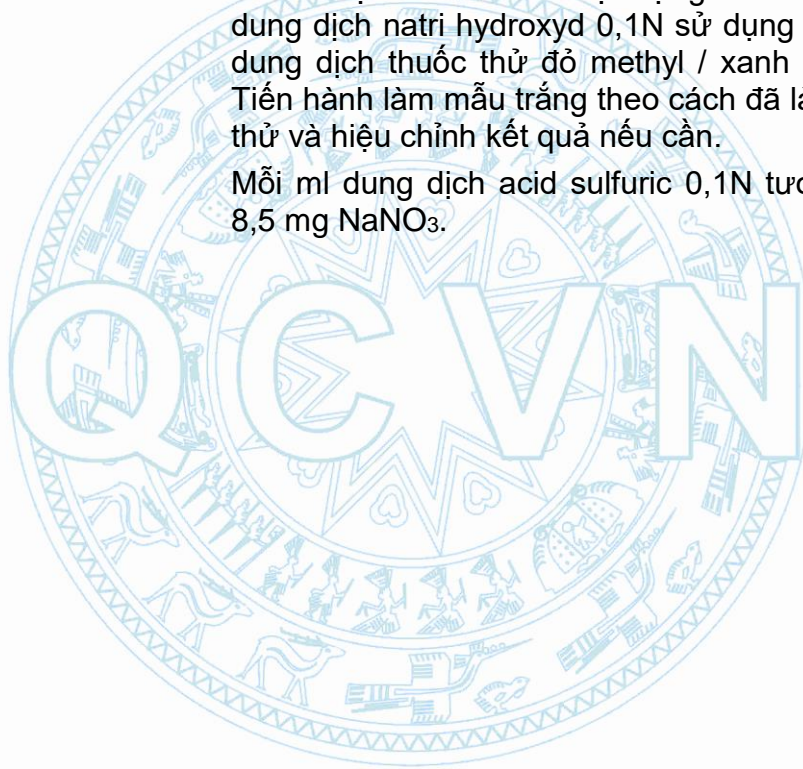 dung dịch natri hydroxyd 0,1N sử dụng
dung dịch thuốc thử đỏ methyl / xanh
Tiến hành làm mẫu trắng theo cách đã
thử và hiệu chỉnh kết quả nếu cần.
Mỗi ml dung dịch acid sulfuric 0,1N
8,5 mg NaNO₃.
QCVN